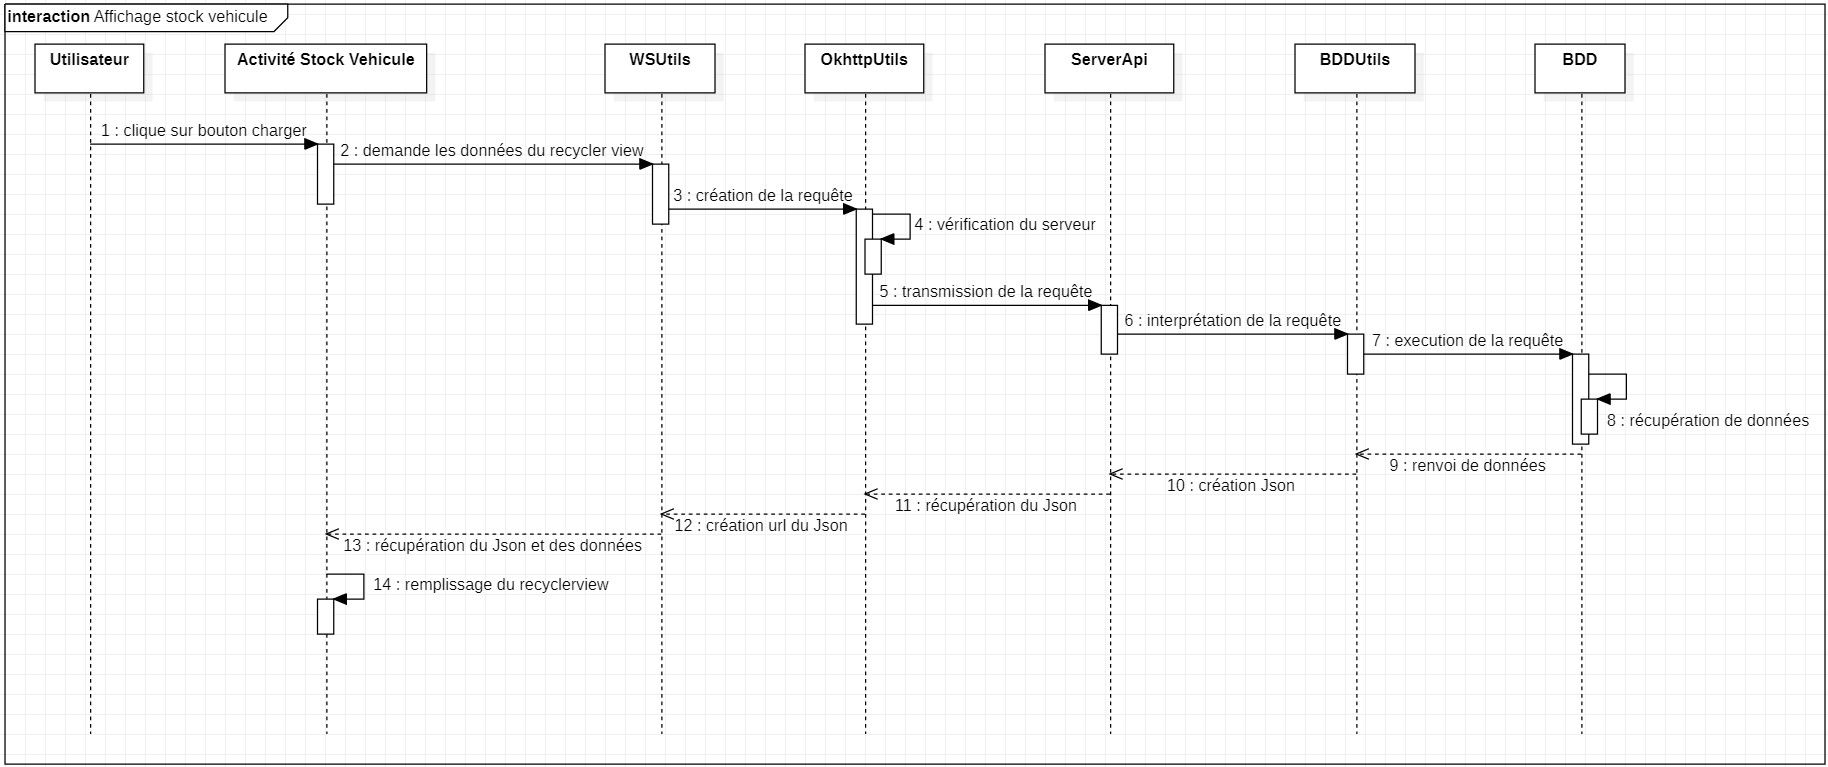 interaction Affichage stock vehicule
Utilisateur
Activité Stock Vehicule
WSUtils
OkhttpUtils
ServerApi
BDDUtils
BDD
1 : clique sur bouton charger
2 : demande les données du recycler view
3 : création de la requête
4 : vérification du serveur
5 : transmission de la requête
6 : interprétation de la requête
7 : execution de la requête
8 : récupération de données
9 : renvoi de données
10 : création Json
11 : récupération du Json
12 : création url du Json
13 : récupération du Json et des données
14 : remplissage du recyclerview